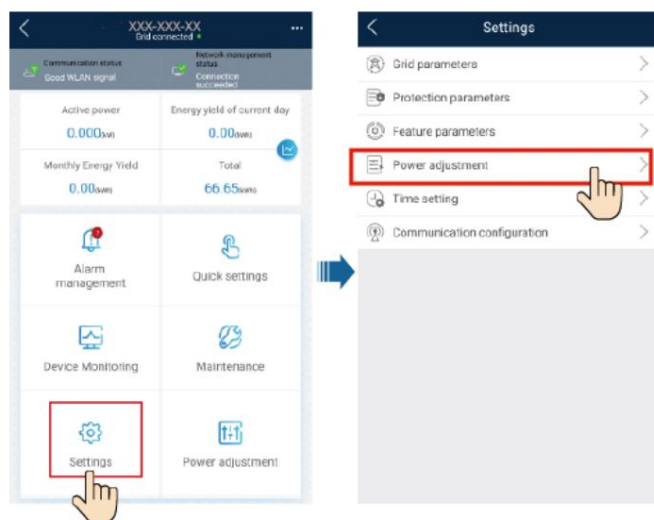 XXX-XXX-XX
Grid connected
Communication status
Good WLAN signal
Network management
status
Connection
succeeded
Active power
0.000kW
Energy yield of current day
0.00kWh
Monthly Energy Yield
0.00kWh
Total
66.65kWh
Alarm
management
Quick settings
Device Monitoring
Maintenance
Settings
Power adjustment
Settings
Grid parameters
Protection parameters
Feature parameters
Power adjustment
Time setting
Communication configuration